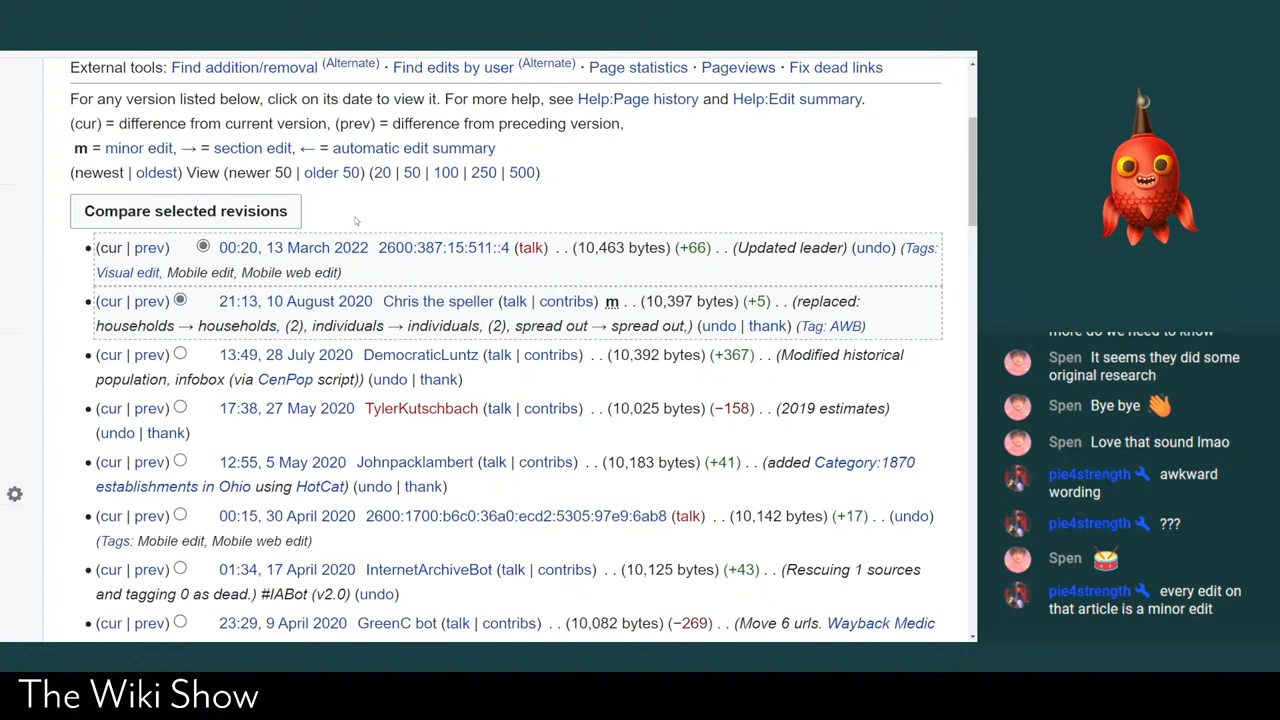 External tools: Find addition/removal (Alternate) · Find edits by user (Alternate) · Page statistics · Pageviews · Fix dead links
For any version listed below, click on its date to view it. For more help, see Help:Page history and Help:Edit summary.
(cur) = difference from current version, (prev) = difference from preceding version,
m = minor edit, → = section edit, ← = automatic edit summary
(newest | oldest) View (newer 50 | older 50) (20 | 50 | 100 | 250 | 500)
Compare selected revisions
(cur | prev) 00:20, 13 March 2022 2600:387:15:511::4 (talk) . . (10,463 bytes) (+66) . . (Updated leader) (undo) (Tags:
Visual edit, Mobile edit, Mobile web edit)
(cur | prev) 21:13, 10 August 2020 Chris the speller (talk | contribs) m . . (10,397 bytes) (+5) . . (replaced:
households → households, (2), individuals → individuals, (2), spread out → spread out,) (undo | thank) (Tag: AWB)
(cur | prev) 13:49, 28 July 2020 DemocraticLuntz (talk | contribs) . . (10,392 bytes) (+367) . . (Modified historical
population, infobox (via CenPop script)) (undo | thank)
(cur | prev) 17:38, 27 May 2020 TylerKutschbach (talk | contribs) . . (10,025 bytes) (−158) . . (2019 estimates)
(undo | thank)
(cur | prev) 12:55, 5 May 2020 Johnpacklambert (talk | contribs) . . (10,183 bytes) (+41) . . (added Category:1870
establishments in Ohio using HotCat) (undo | thank)
(cur | prev) 00:15, 30 April 2020 2600:1700:b6c0:36a0:ecd2:5305:97e9:6ab8 (talk) . . (10,142 bytes) (+17) . . (undo)
(Tags: Mobile edit, Mobile web edit)
(cur | prev) 01:34, 17 April 2020 InternetArchiveBot (talk | contribs) . . (10,125 bytes) (+43) . . (Rescuing 1 sources
and tagging 0 as dead.) #IABot (v2.0) (undo)
(cur | prev) 23:29, 9 April 2020 GreenC bot (talk | contribs) . . (10,082 bytes) (−269) . . (Move 6 urls. Wayback Medic
more do we need to know
Spen It seems they did some
original research
Spen Bye bye 👋
Spen Love that sound lmao
pie4strength awkward
wording
pie4strength ???
Spen 🥁
pie4strength every edit on
that article is a minor edit
The Wiki Show